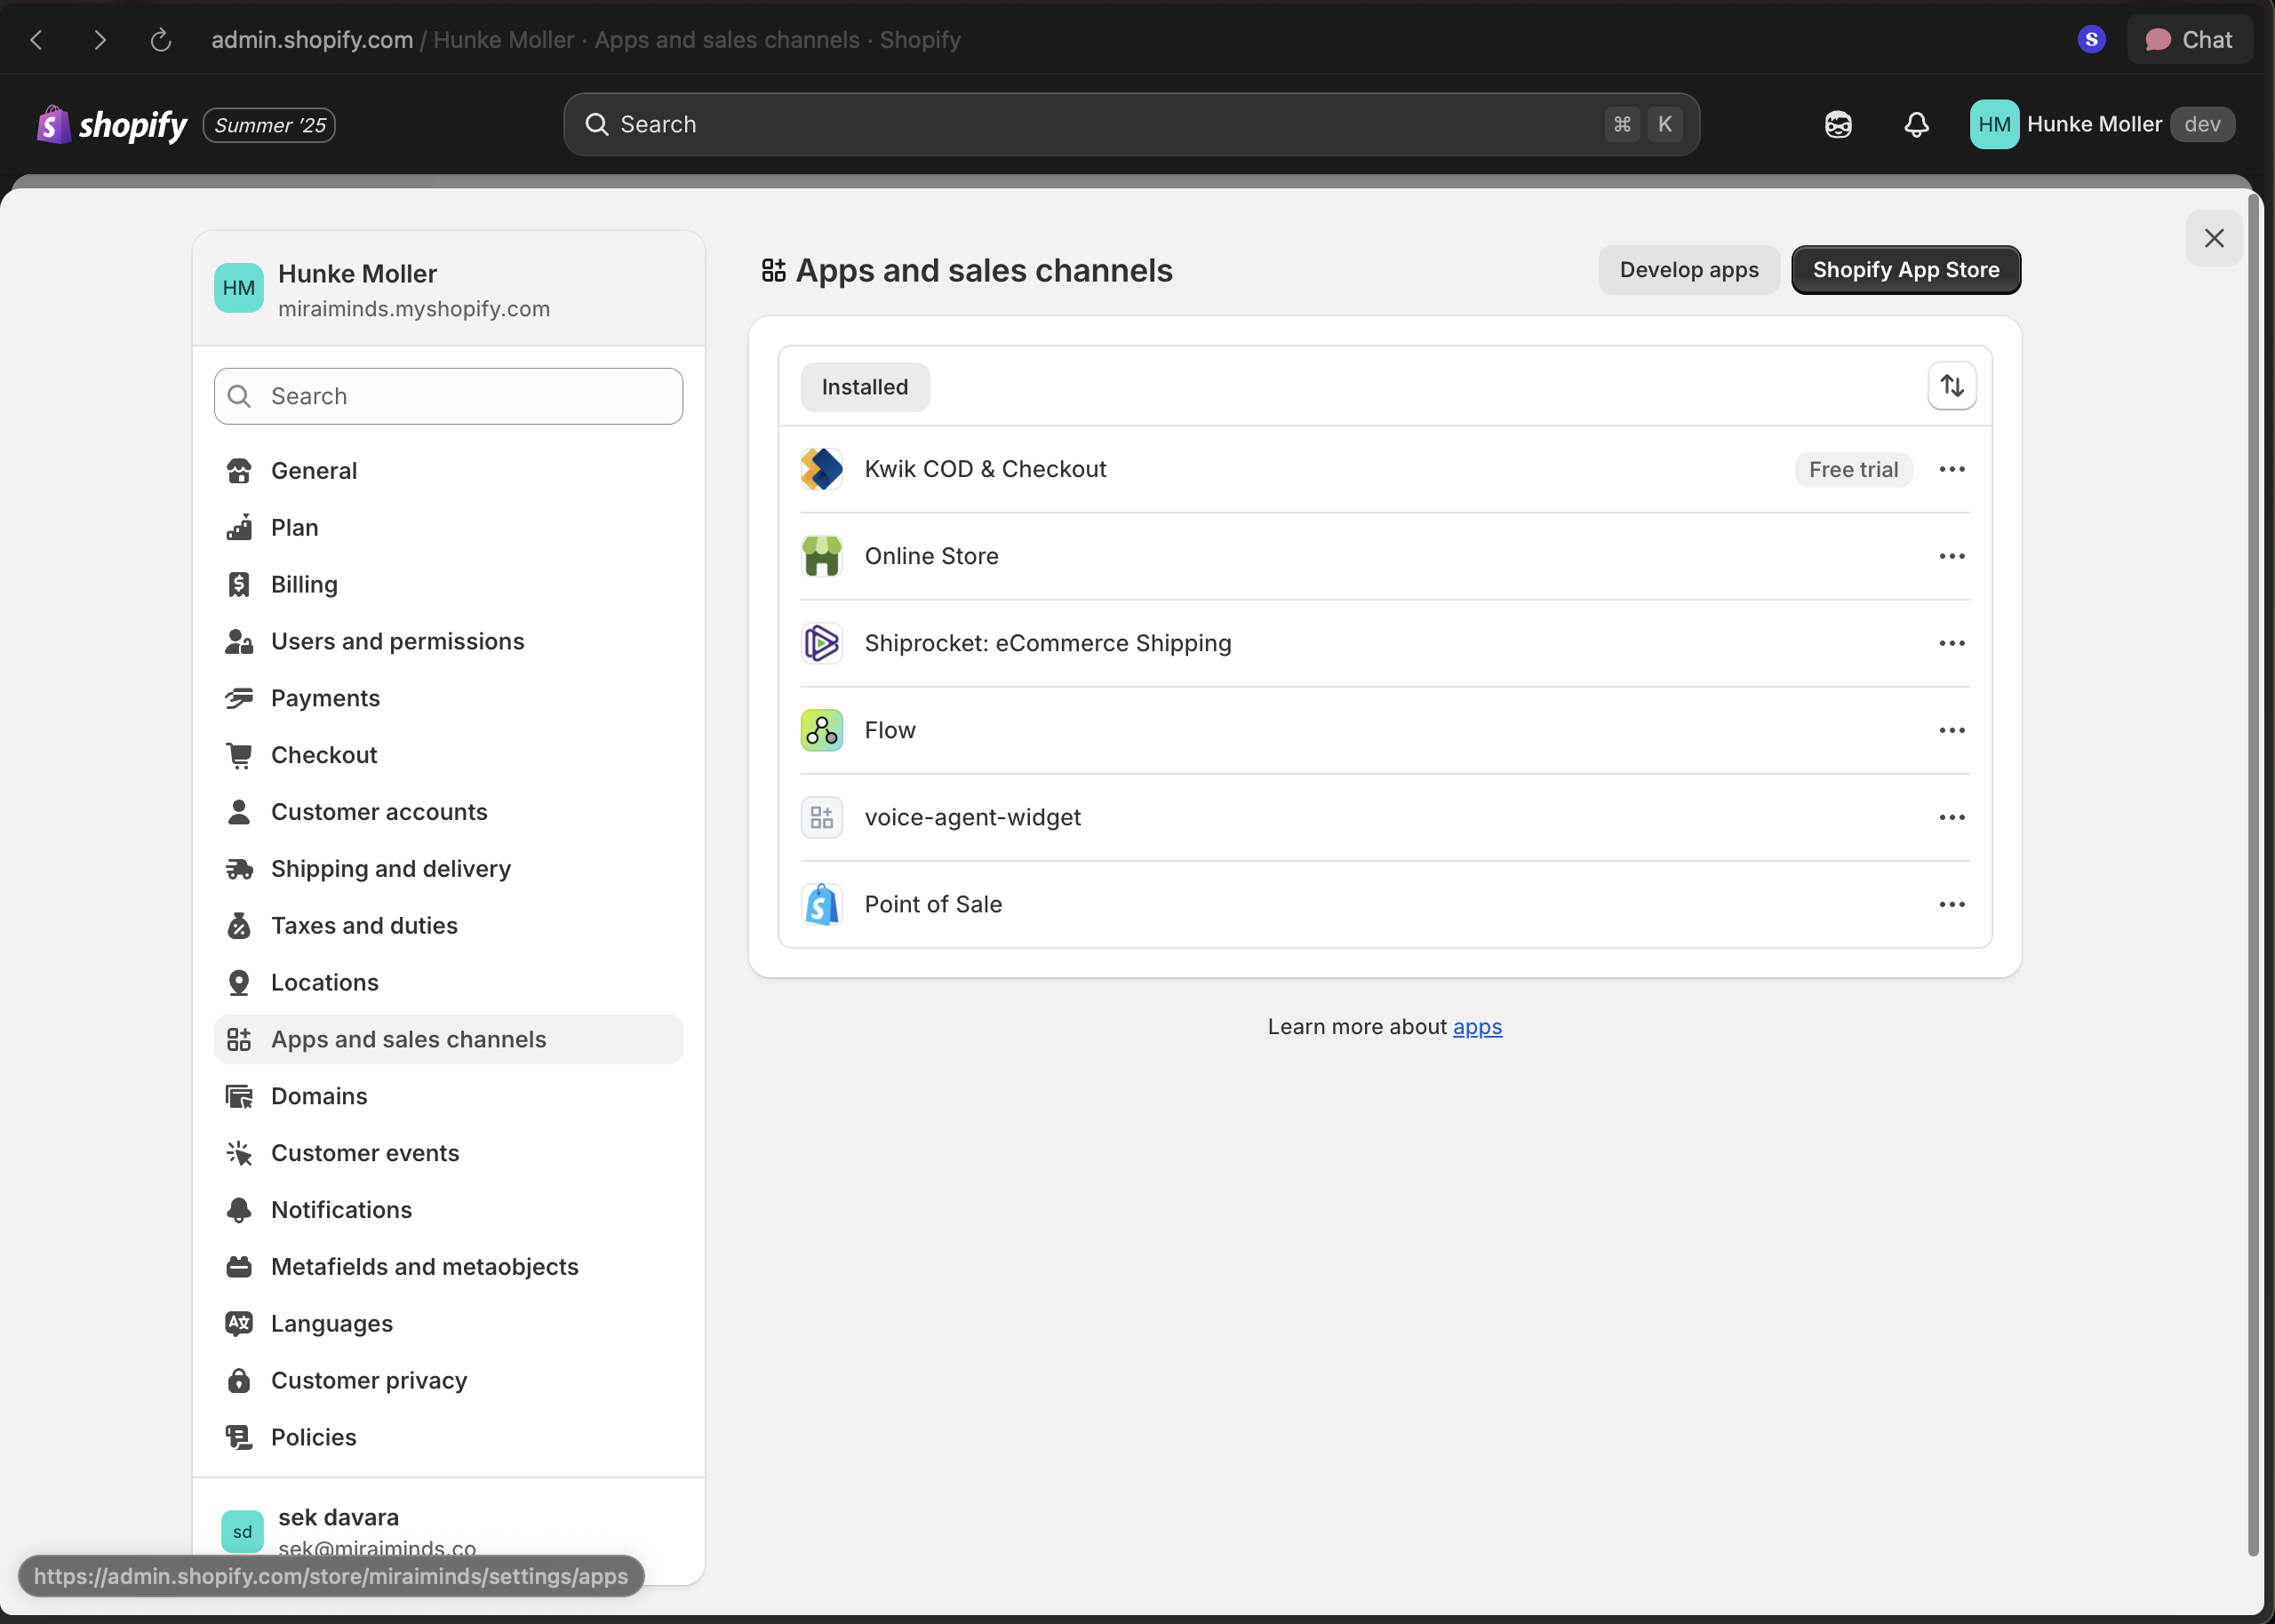 admin.shopify.com / Hunke Moller · Apps and sales channels · Shopify
S
Chat
shopify
Summer '25
Search
⌘ K
HM
Hunke Moller
dev
HM
Hunke Moller
miraiminds.myshopify.com
Search
General
Plan
Billing
Users and permissions
Payments
Checkout
Customer accounts
Shipping and delivery
Taxes and duties
Locations
Apps and sales channels
Domains
Customer events
Notifications
Metafields and metaobjects
Languages
Customer privacy
Policies
sd
sek davara
sek@miraiminds.co
https://admin.shopify.com/store/miraiminds/settings/apps
Apps and sales channels
Develop apps
Shopify App Store
Installed
Kwik COD & Checkout
Free trial
Online Store
Shiprocket: eCommerce Shipping
Flow
voice-agent-widget
Point of Sale
Learn more about apps